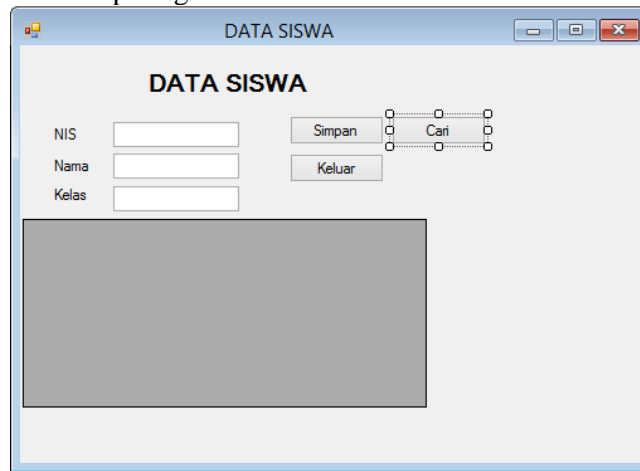 DATA SISWA
DATA SISWA
NIS
Simpan
Cari
Nama
Keluar
Kelas